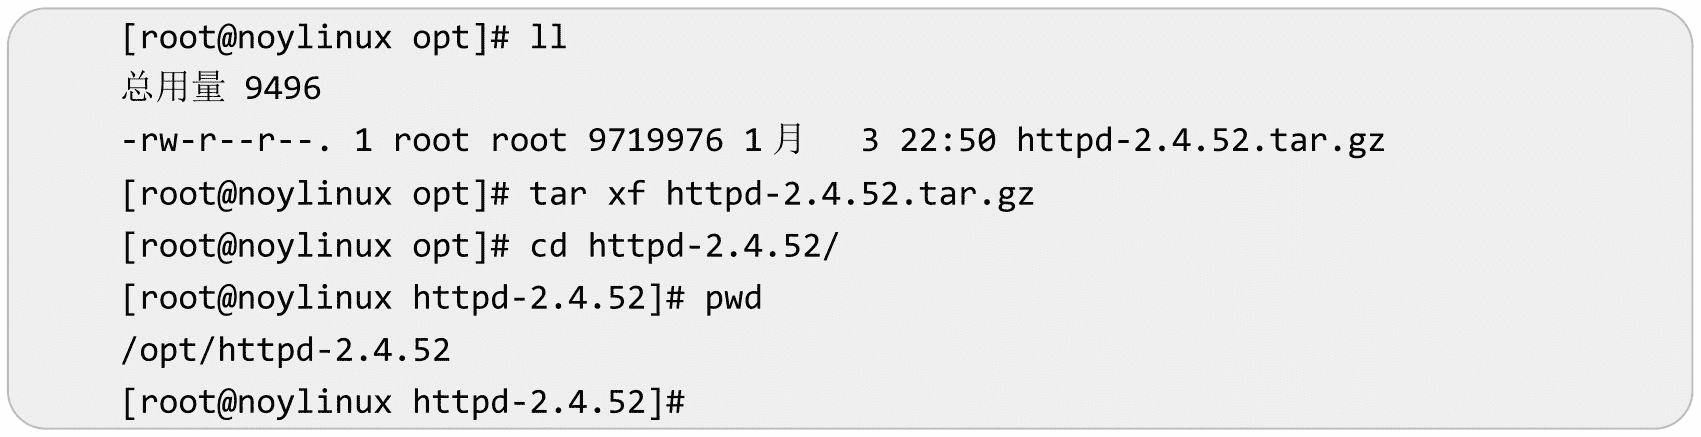 [root@noylinux opt]# ll
总用量 9496
-rw-r--r--. 1 root root 9719976 1月   3 22:50 httpd-2.4.52.tar.gz
[root@noylinux opt]# tar xf httpd-2.4.52.tar.gz
[root@noylinux opt]# cd httpd-2.4.52/
[root@noylinux httpd-2.4.52]# pwd
/opt/httpd-2.4.52
[root@noylinux httpd-2.4.52]#